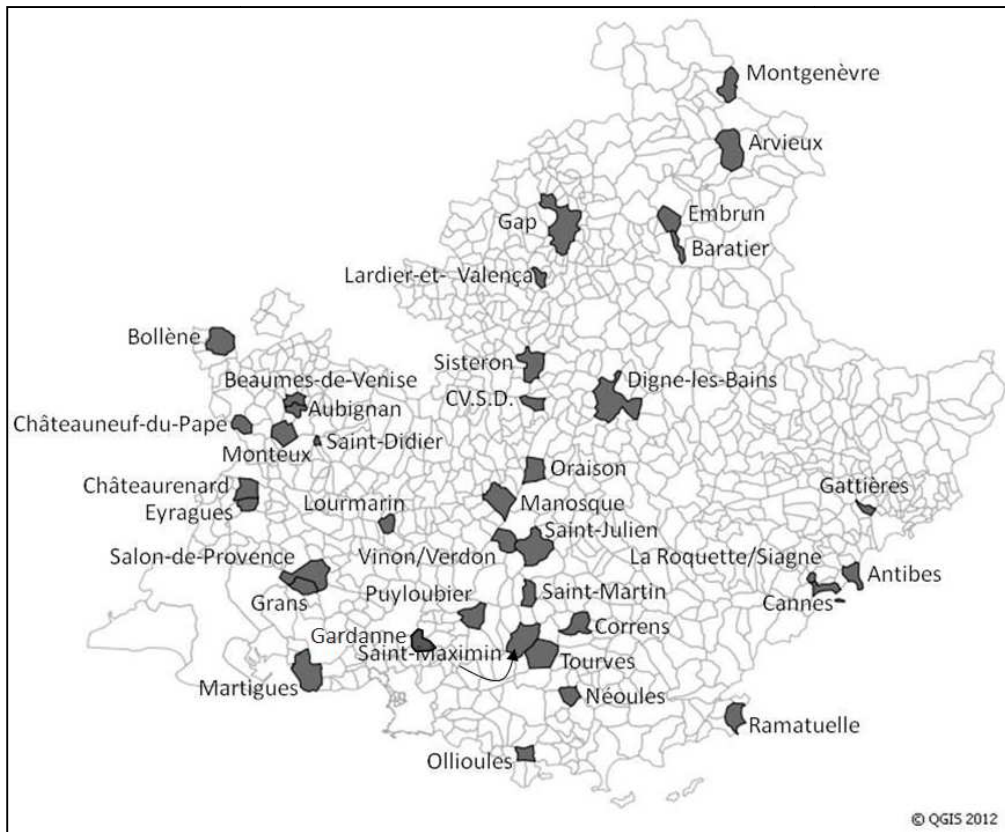 Montgenèvre
Arvieux
Embrun
Gap
Baratier
Lardier-et- Valença
Bollène
Sisteron
Digne-les-Bains
Beaumes-de-Venise
CV.S.D.
Aubignan
Châteauneuf-du-Pape
Saint-Didier
Monteux
Oraison
Châteaurenard
Gattières
Lourmarin
Manosque
Eyragues
Saint-Julien
Salon-de-Provence
Vinon/Verdon
La Roquette/Siagne
Antibes
Puyloubier
Saint-Martin
Grans
Cannes
Correns
Gardanne
Saint-Maximin
Tourves
Martigues
Néoules
Ramatuelle
Ollioules
© QGIS 2012